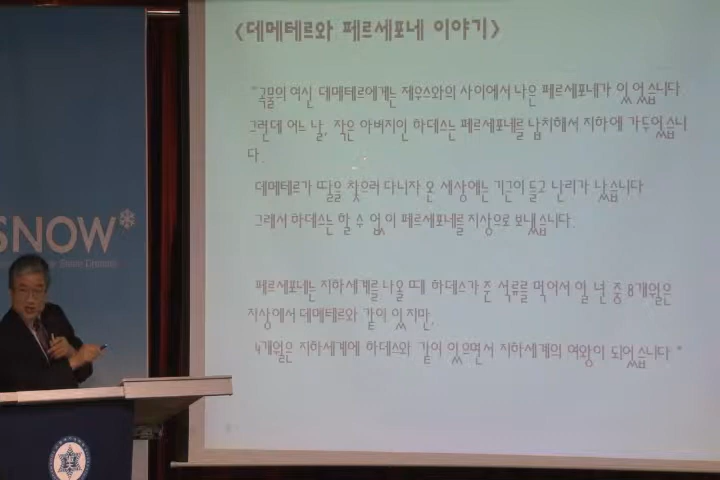 <데메테르와 페르세포네 이야기>
"곡물의 여신 데메테르에게는 제우스와의 사이에서 나은 페르세포네가 있었습니다.
그런데 어느 날, 작은 아버지인 하데스는 페르세포네를 납치해서 지하에 가두었습니
다.
데메테르가 딸을 찾으러 다니자 온 세상에는 기근이 들고 난리가 났습니다.
그래서 하데스는 할 수 없이 페르세포네를 지상으로 보냈습니다.
페르세포네는 지하세계를 나올 때 하데스가 준 석류를 먹어서 일 년 중 8개월은
지상에서 데메테르와 같이 있지만,
4개월은 지하세계에 하데스와 같이 있으면서 지하세계의 여왕이 되었습니다."
SNOW